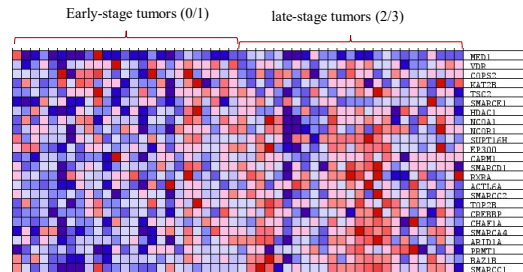 Early-stage tumors (0/1)
late-stage tumors (2/3)
MED1
VDR
COPS2
KAT2B
TSC2
SMARCE1
HDAC1
NCOA1
NCOR1
SUPT16H
EP300
CARM1
SMARCD1
RXRA
ACTL6A
SMARCC2
TOP2B
CREBBP
CHAF1A
SMARCA4
ARID1A
PRMT1
BAZ1B
SMARCC1